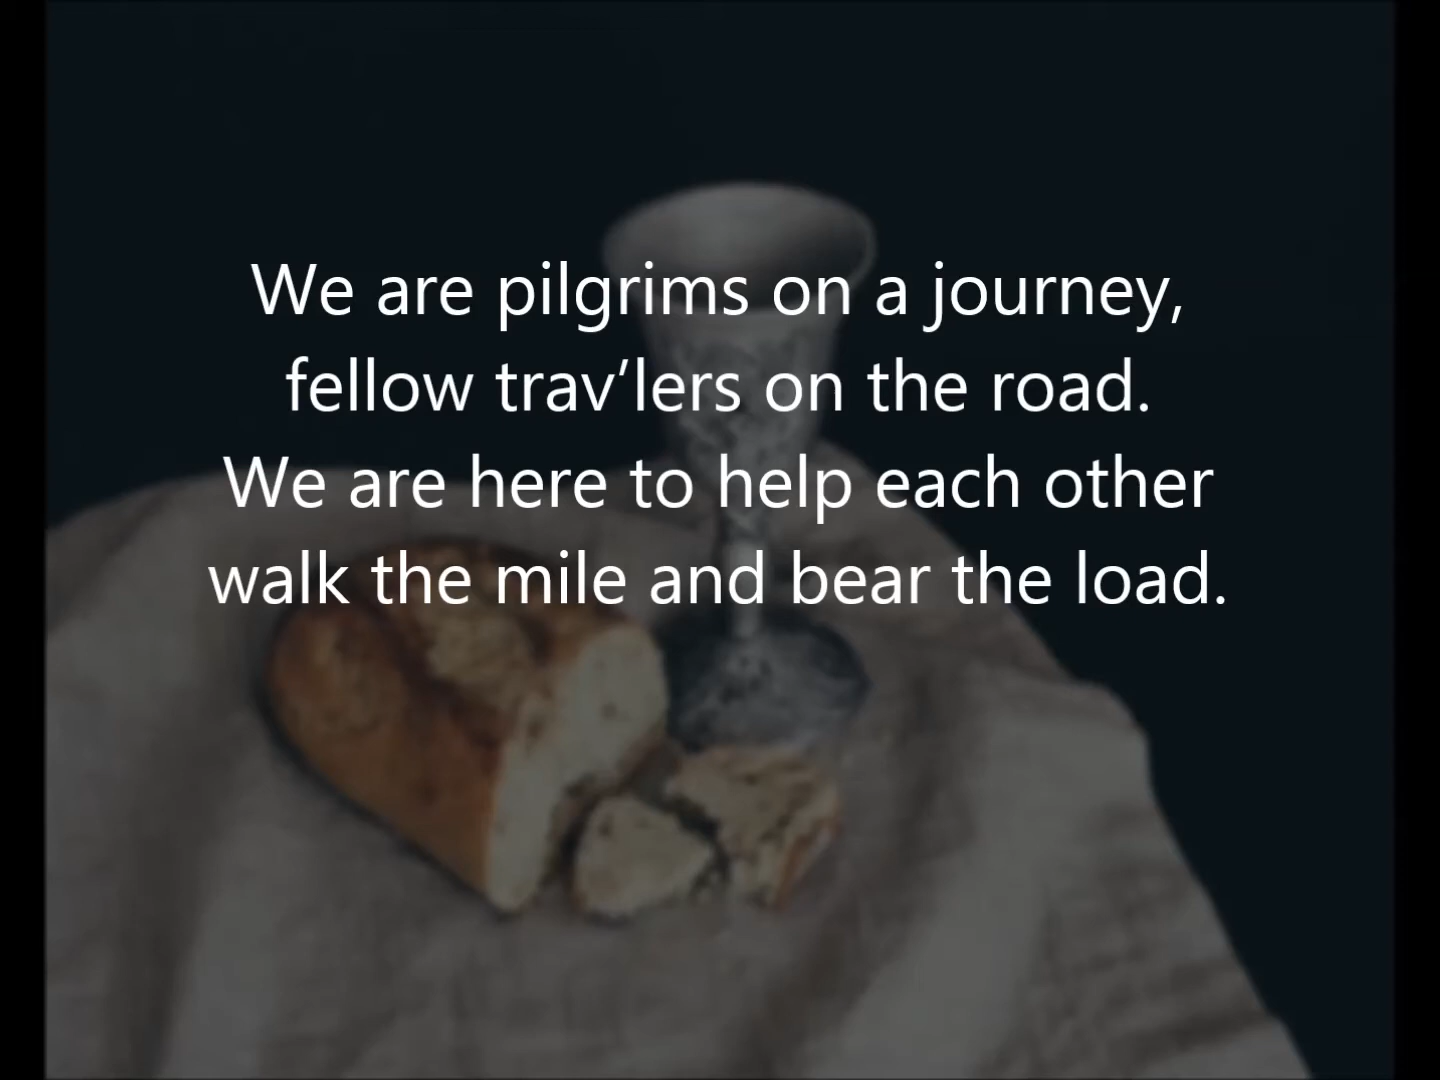 We are pilgrims on a journey,
fellow trav’lers on the road.
We are here to help each other
walk the mile and bear the load.